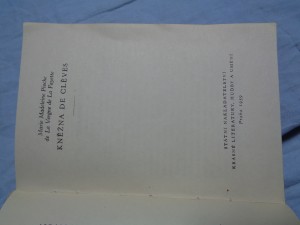 Marie Madeleine Pioche
de La Vergne de La Fayette
KNĚŽNA DE CLÈVES
STÁTNÍ NAKLADATELSTVÍ
KRÁSNÉ LITERATURY, HUDBY A UMĚNÍ
Praha